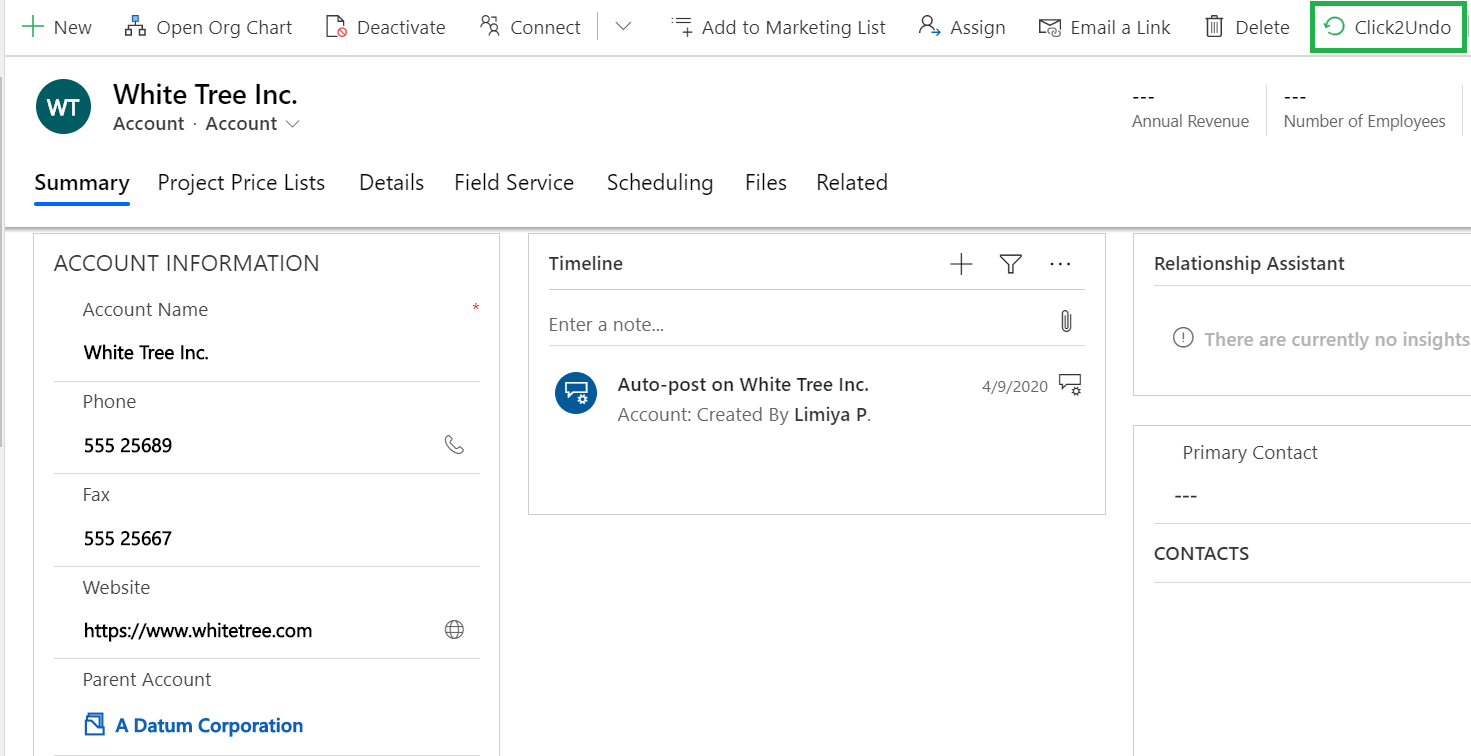 New Open Org Chart Deactivate Connect Add to Marketing List Assign Email a Link Delete Click2Undo
WT
White Tree Inc.
Account · Account
---
Annual Revenue
---
Number of Employees
Summary Project Price Lists Details Field Service Scheduling Files Related
ACCOUNT INFORMATION
Account Name *
White Tree Inc.
Phone
555 25689
Fax
555 25667
Website
https://www.whitetree.com
Parent Account
A Datum Corporation
Timeline
Enter a note...
Auto-post on White Tree Inc. 4/9/2020
Account: Created By Limiya P.
Relationship Assistant
There are currently no insights
Primary Contact
---
CONTACTS